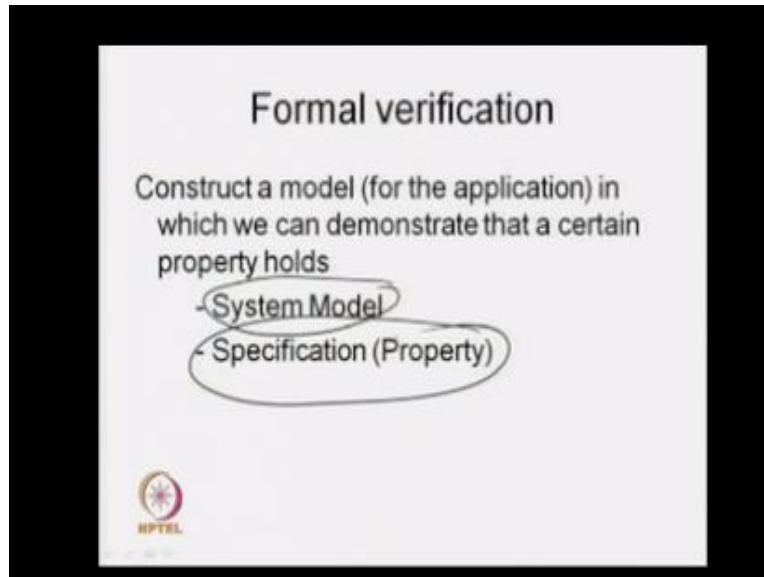 Formal verification
Construct a model (for the application) in
which we can demonstrate that a certain
property holds
- System Model
- Specification (Property)
NPTEL